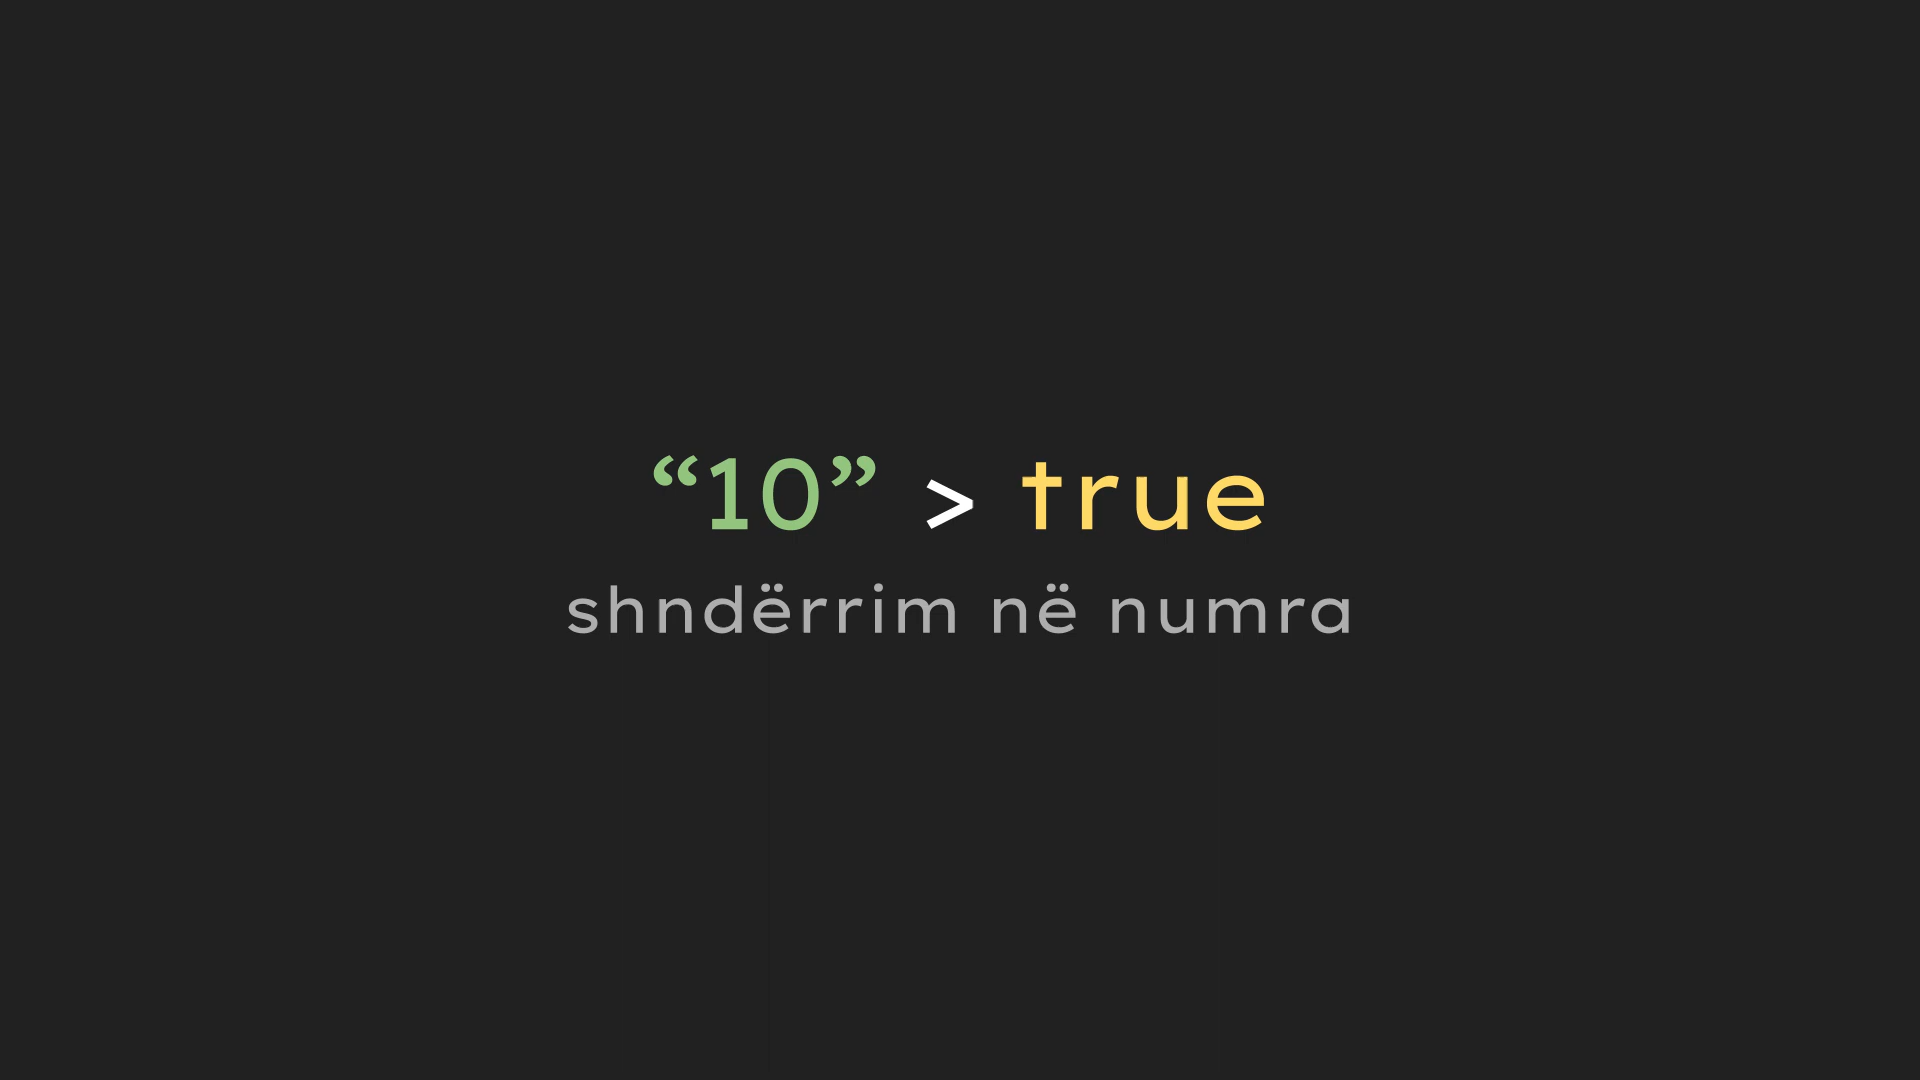 “10” > true
shndërrim në numra